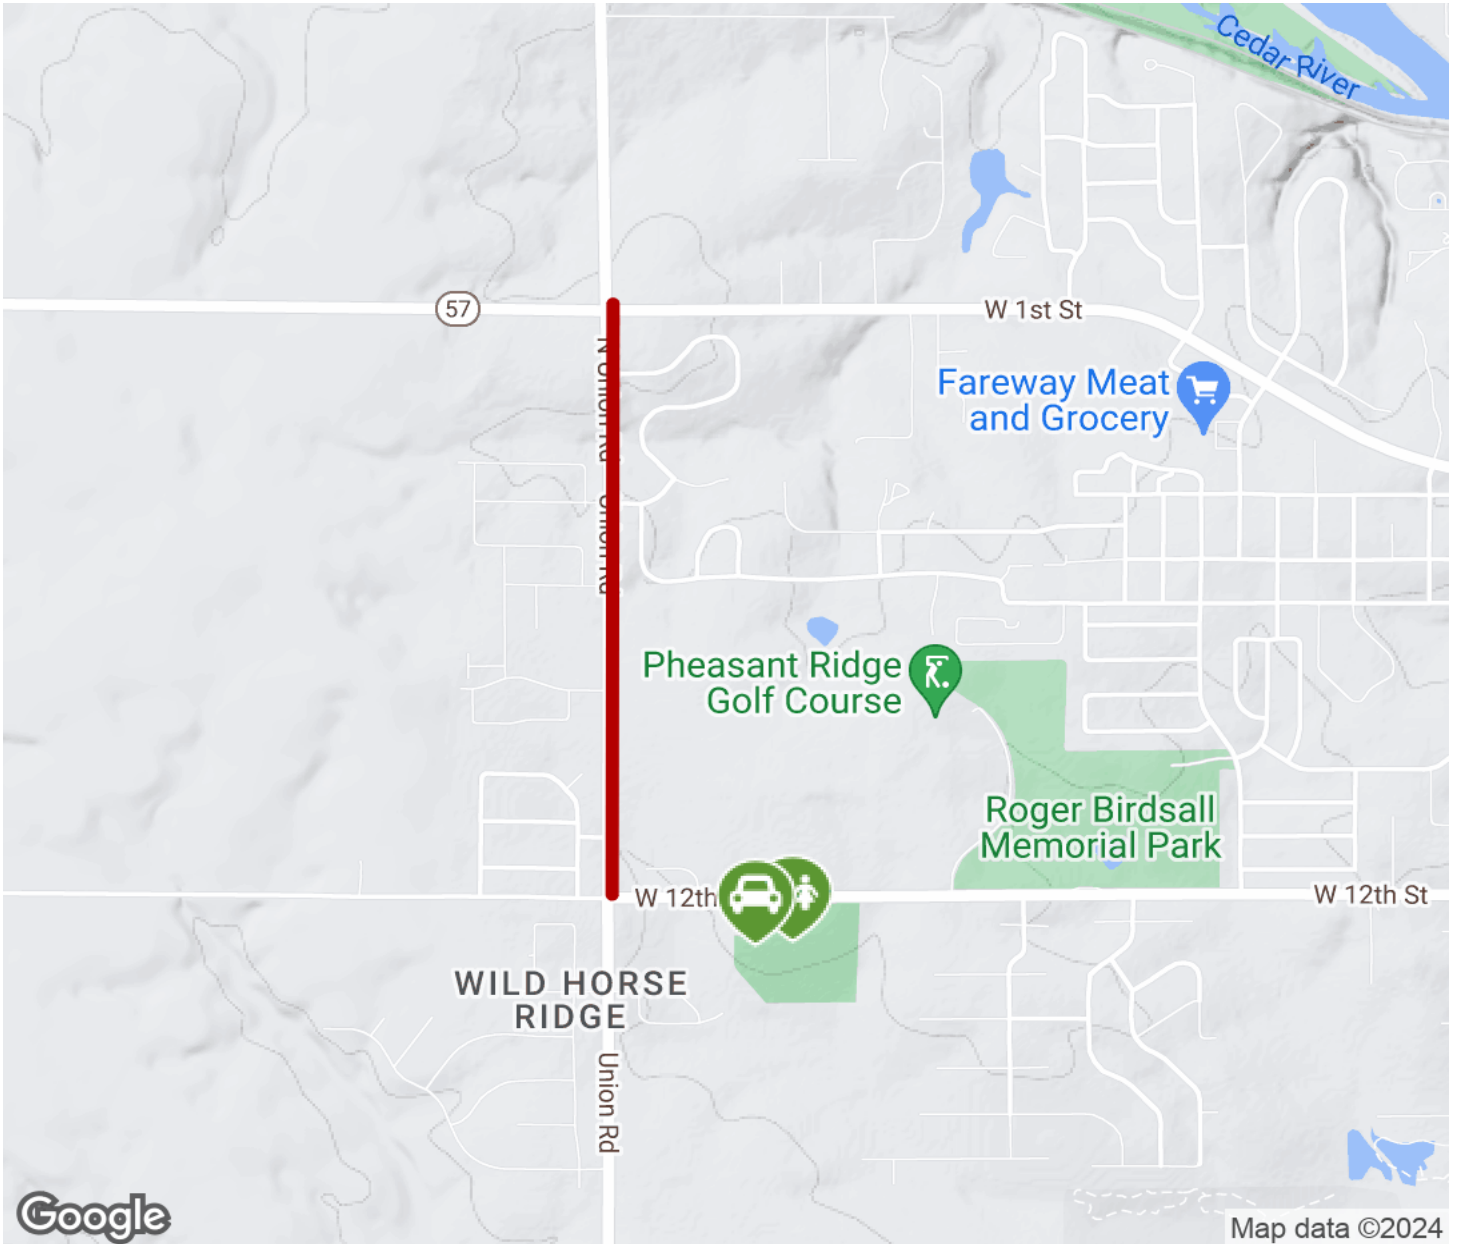 Cedar River
57
W 1st St
N Union Rd
Fareway Meat
and Grocery
Union Rd
Pheasant Ridge
Golf Course
Roger Birdsall
Memorial Park
W 12th
W 12th St
WILD HORSE
RIDGE
Union Rd
Google
Map data ©2024